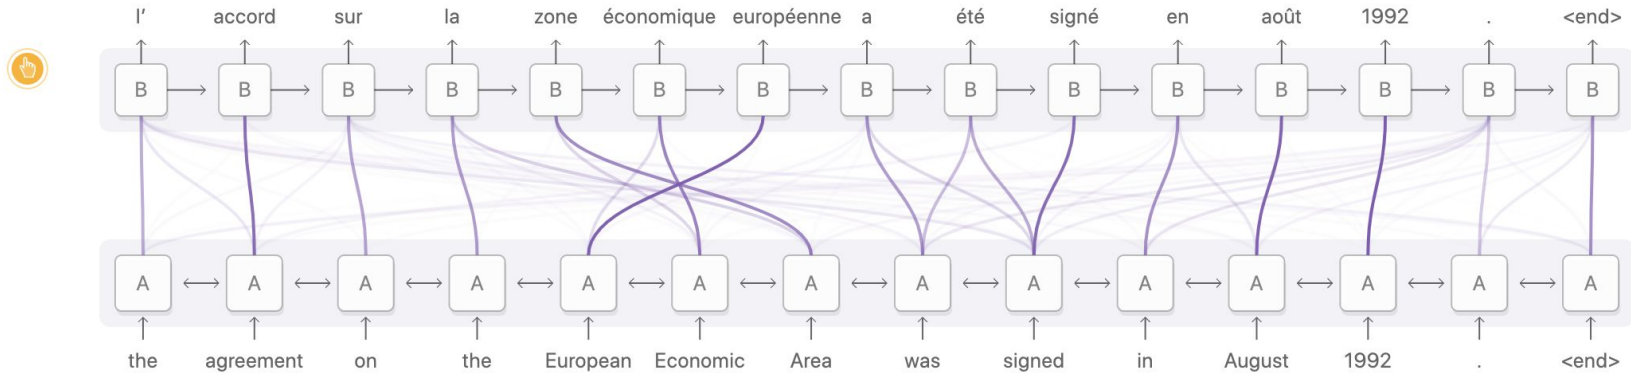 l’ accord sur la zone économique européenne a été signé en août 1992 . <end>
B B B B B B B B B B B B B B B
A A A A A A A A A A A A A A
the agreement on the European Economic Area was signed in August 1992 . <end>